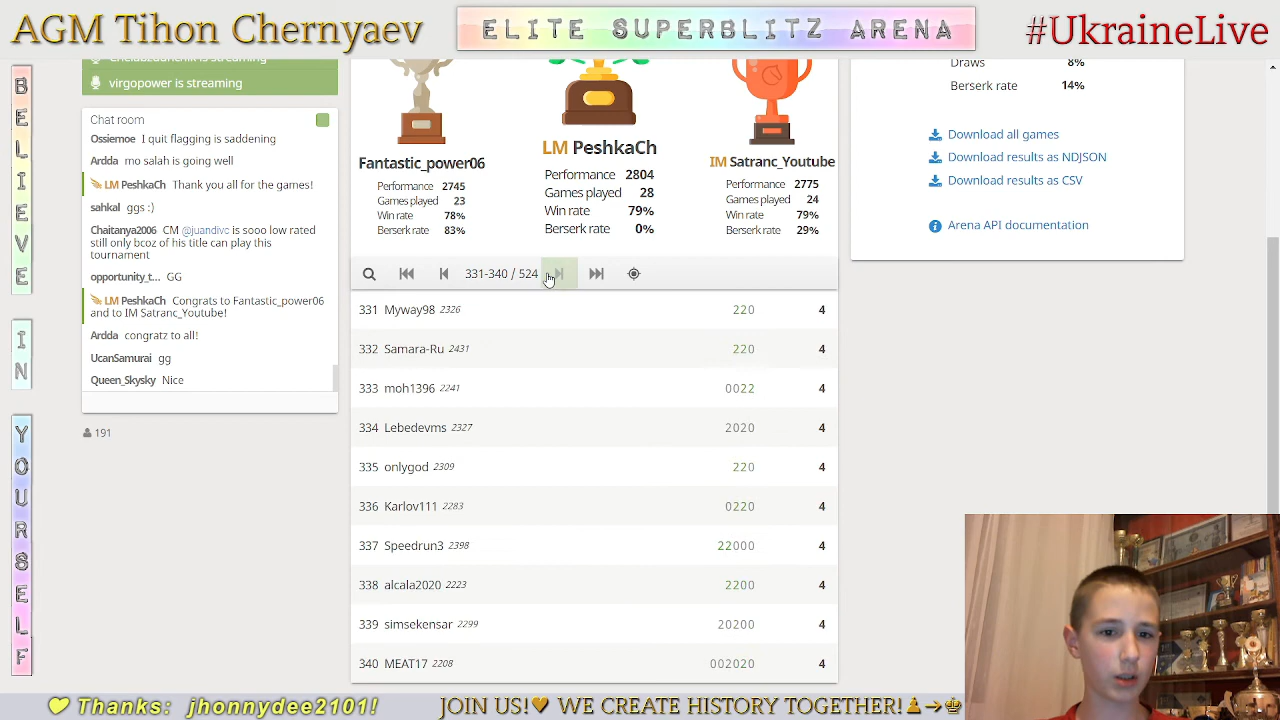 AGM Tihon Chernyaev
ELITE SUPERBLITZ ARENA
#UkraineLive
BELIEVE
IN
YOURSELF
is streaming
virgopower is streaming
Chat room
Ossiemoe I quit flagging is saddening
Ardda mo salah is going well
LM PeshkaCh Thank you all for the games!
sahkal ggs :)
Chaitanya2006 CM @juandivc is sooo low rated
still only bcoz of his title can play this
tournament
opportunity_t... GG
LM PeshkaCh Congrats to Fantastic_power06
and to IM Satranc_Youtube!
Ardda congratz to all!
UcanSamurai gg
Queen_Skysky Nice
191
Fantastic_power06
Performance 2745
Games played 23
Win rate 78%
Berserk rate 83%
LM PeshkaCh
Performance 2804
Games played 28
Win rate 79%
Berserk rate 0%
IM Satranc_Youtube
Performance 2775
Games played 24
Win rate 79%
Berserk rate 29%
331-340 / 524
331 Myway98 2326 220 4
332 Samara-Ru 2431 220 4
333 moh1396 2241 0022 4
334 Lebedevms 2327 2020 4
335 onlygod 2309 220 4
336 Karlov111 2283 0220 4
337 Speedrun3 2398 22000 4
338 alcala2020 2223 2200 4
339 simsekensar 2299 20200 4
340 MEAT17 2208 002020 4
Draws 8%
Berserk rate 14%
Download all games
Download results as NDJSON
Download results as CSV
Arena API documentation
Thanks: jhonnydee2101!
JOIN US! WE CREATE HISTORY TOGETHER!